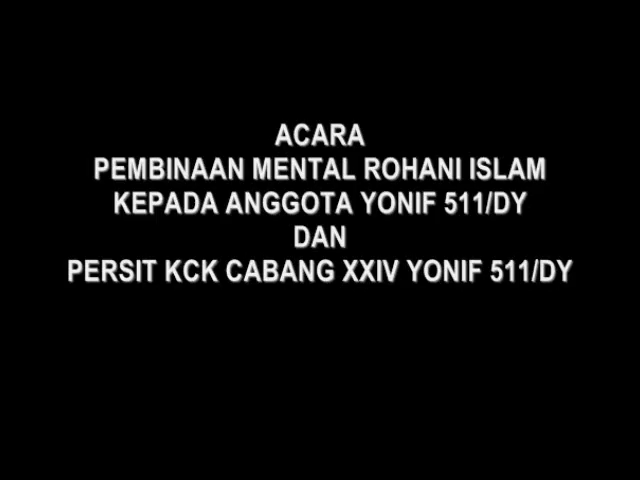 ACARA
PEMBINAAN MENTAL ROHANI ISLAM
KEPADA ANGGOTA YONIF 511/DY
DAN
PERSIT KCK CABANG XXIV YONIF 511/DY